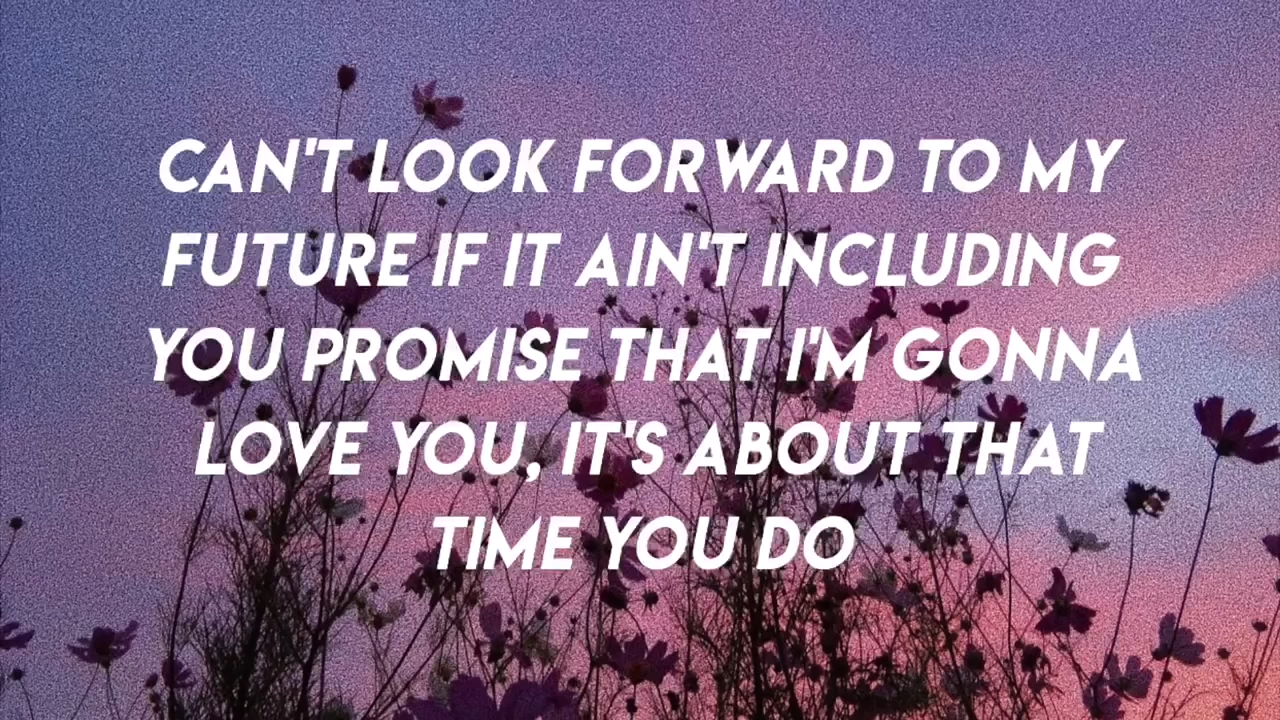 CAN'T LOOK FORWARD TO MY
FUTURE IF IT AIN'T INCLUDING
YOU PROMISE THAT I'M GONNA
LOVE YOU, IT'S ABOUT THAT
TIME YOU DO